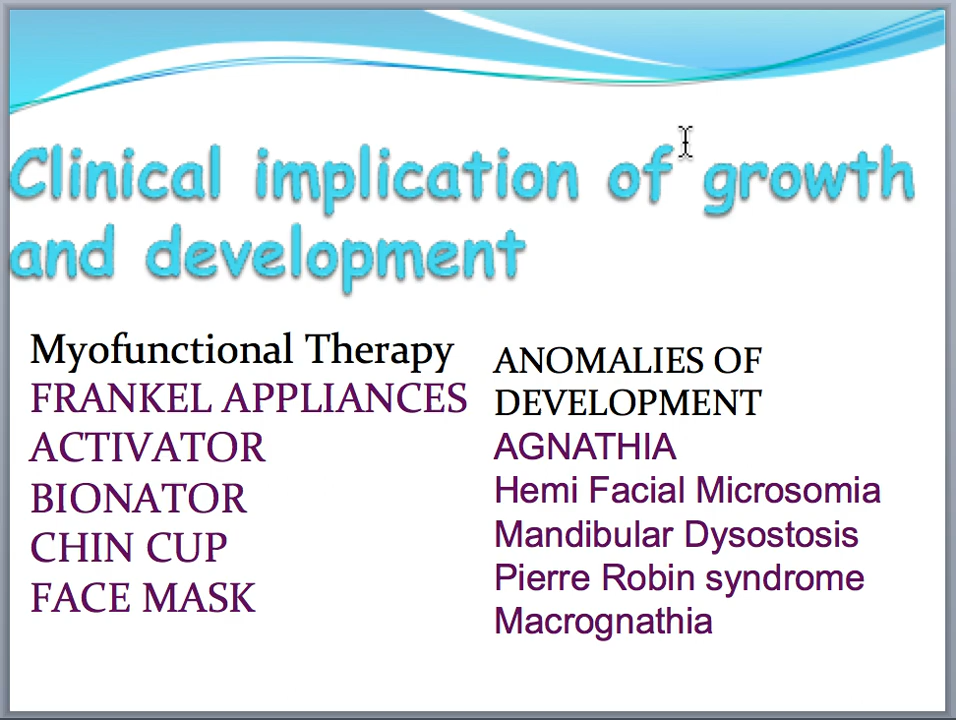 Clinical implication of growth
and development
Myofunctional Therapy
FRANKEL APPLIANCES
ACTIVATOR
BIONATOR
CHIN CUP
FACE MASK
ANOMALIES OF
DEVELOPMENT
AGNATHIA
Hemi Facial Microsomia
Mandibular Dysostosis
Pierre Robin syndrome
Macrognathia